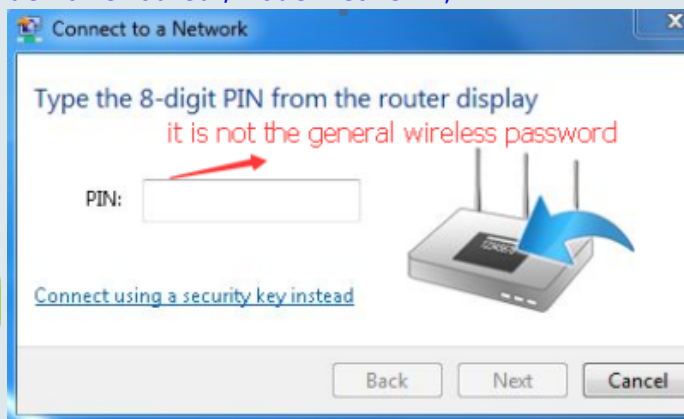 Connect to a Network
Type the 8-digit PIN from the router display
it is not the general wireless password
PIN:
Connect using a security key instead
Back
Next
Cancel